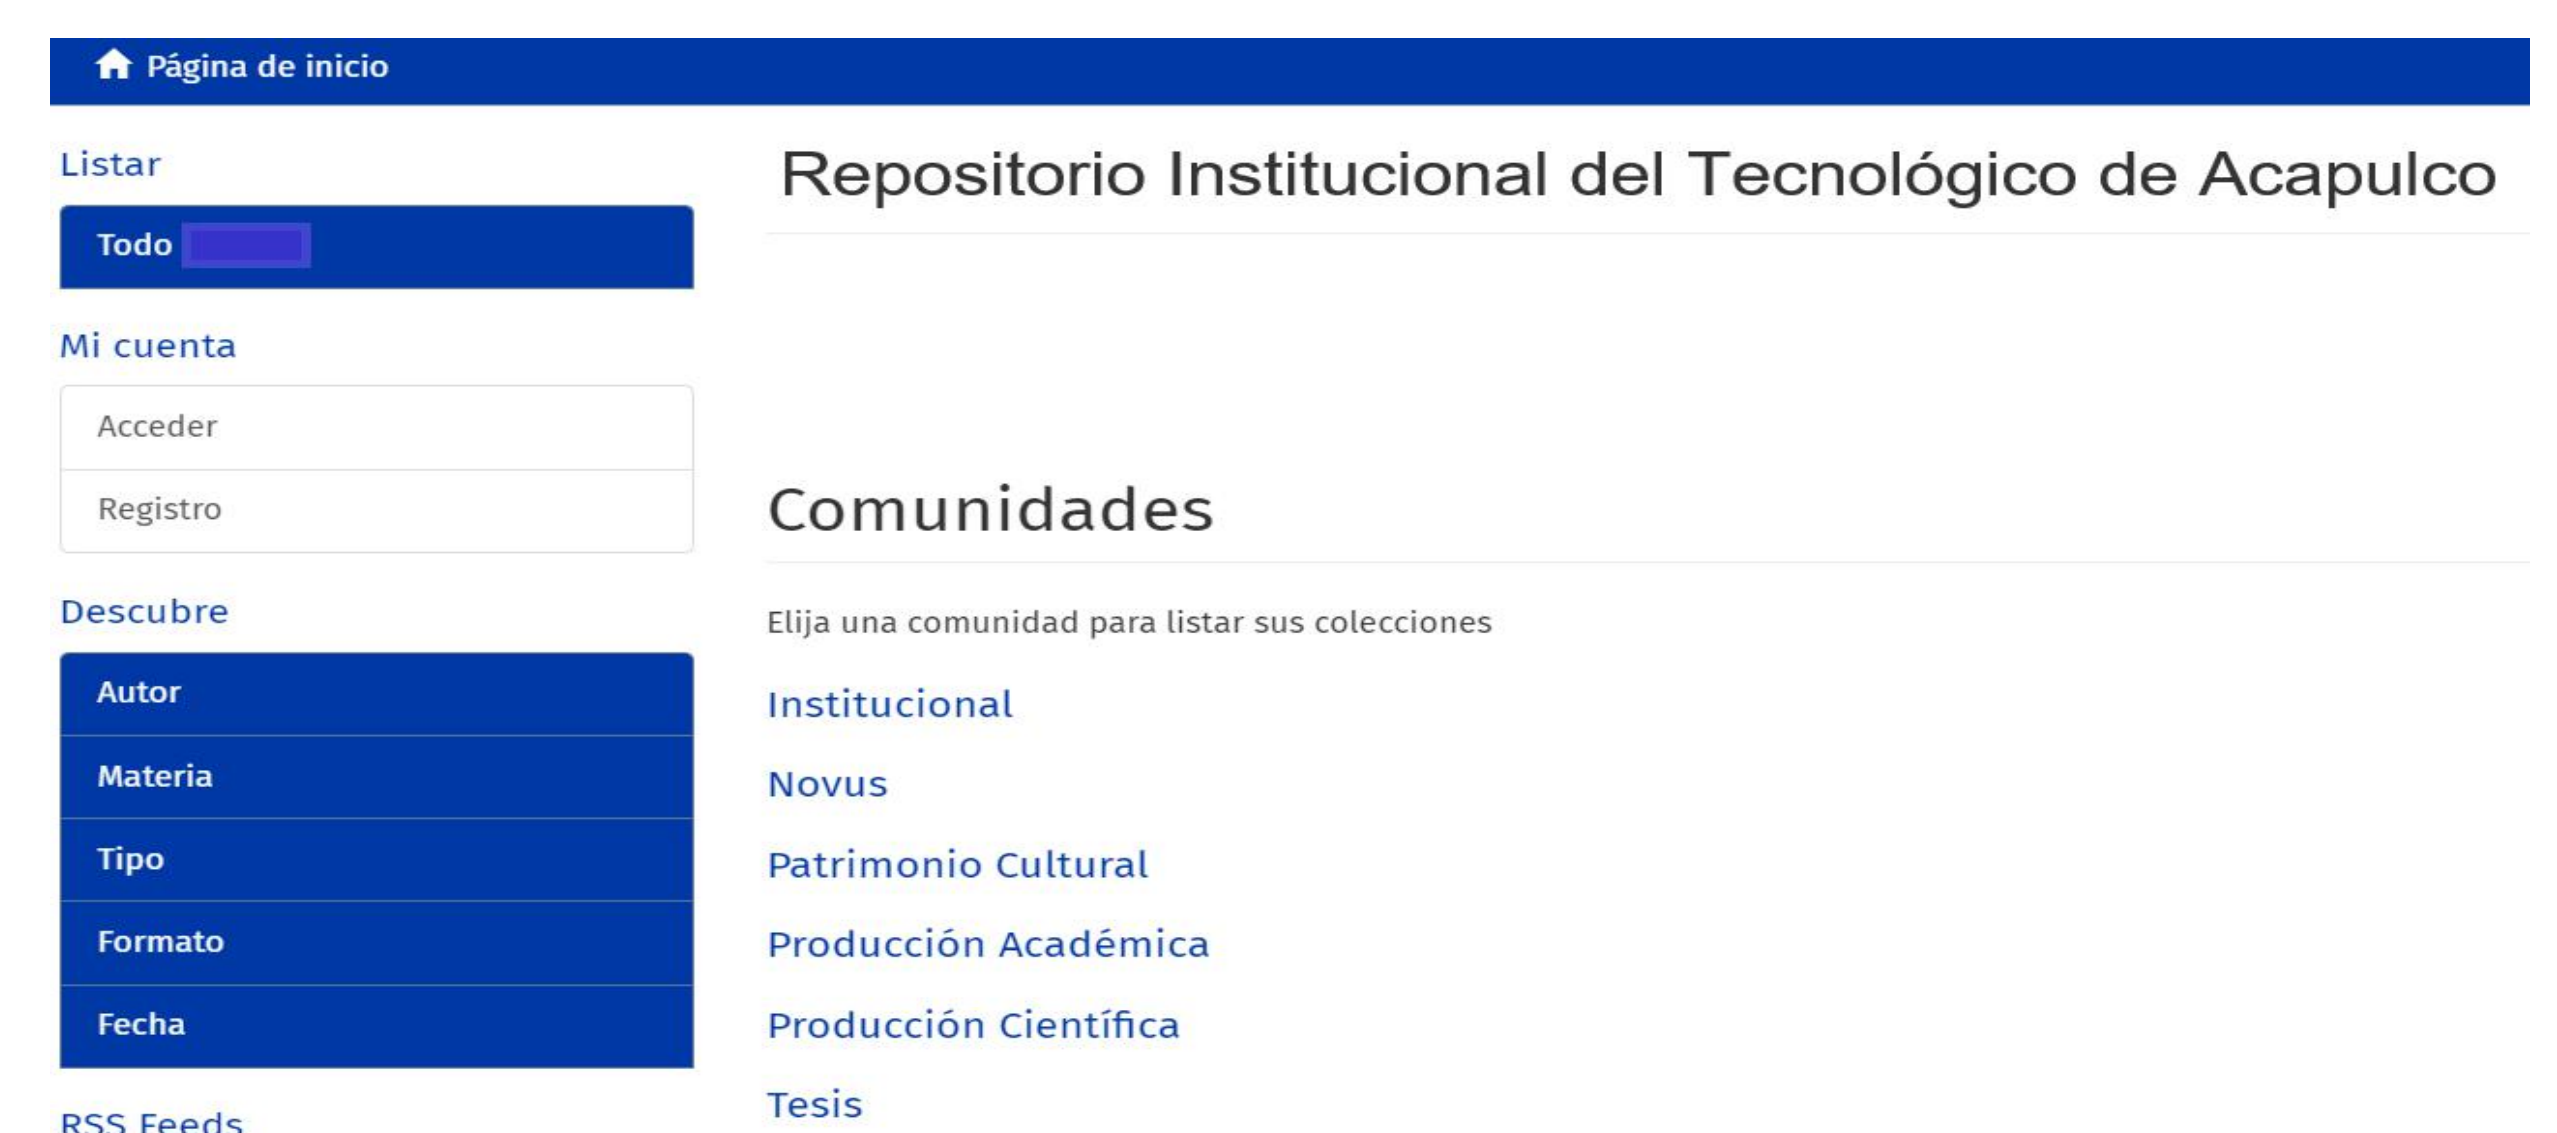 Página de inicio
Listar
Todo
Mi cuenta
Acceder
Registro
Descubre
Autor
Materia
Tipo
Formato
Fecha
RSS Feeds
Repositorio Institucional del Tecnológico de Acapulco
Comunidades
Elija una comunidad para listar sus colecciones
Institucional
Novus
Patrimonio Cultural
Producción Académica
Producción Científica
Tesis